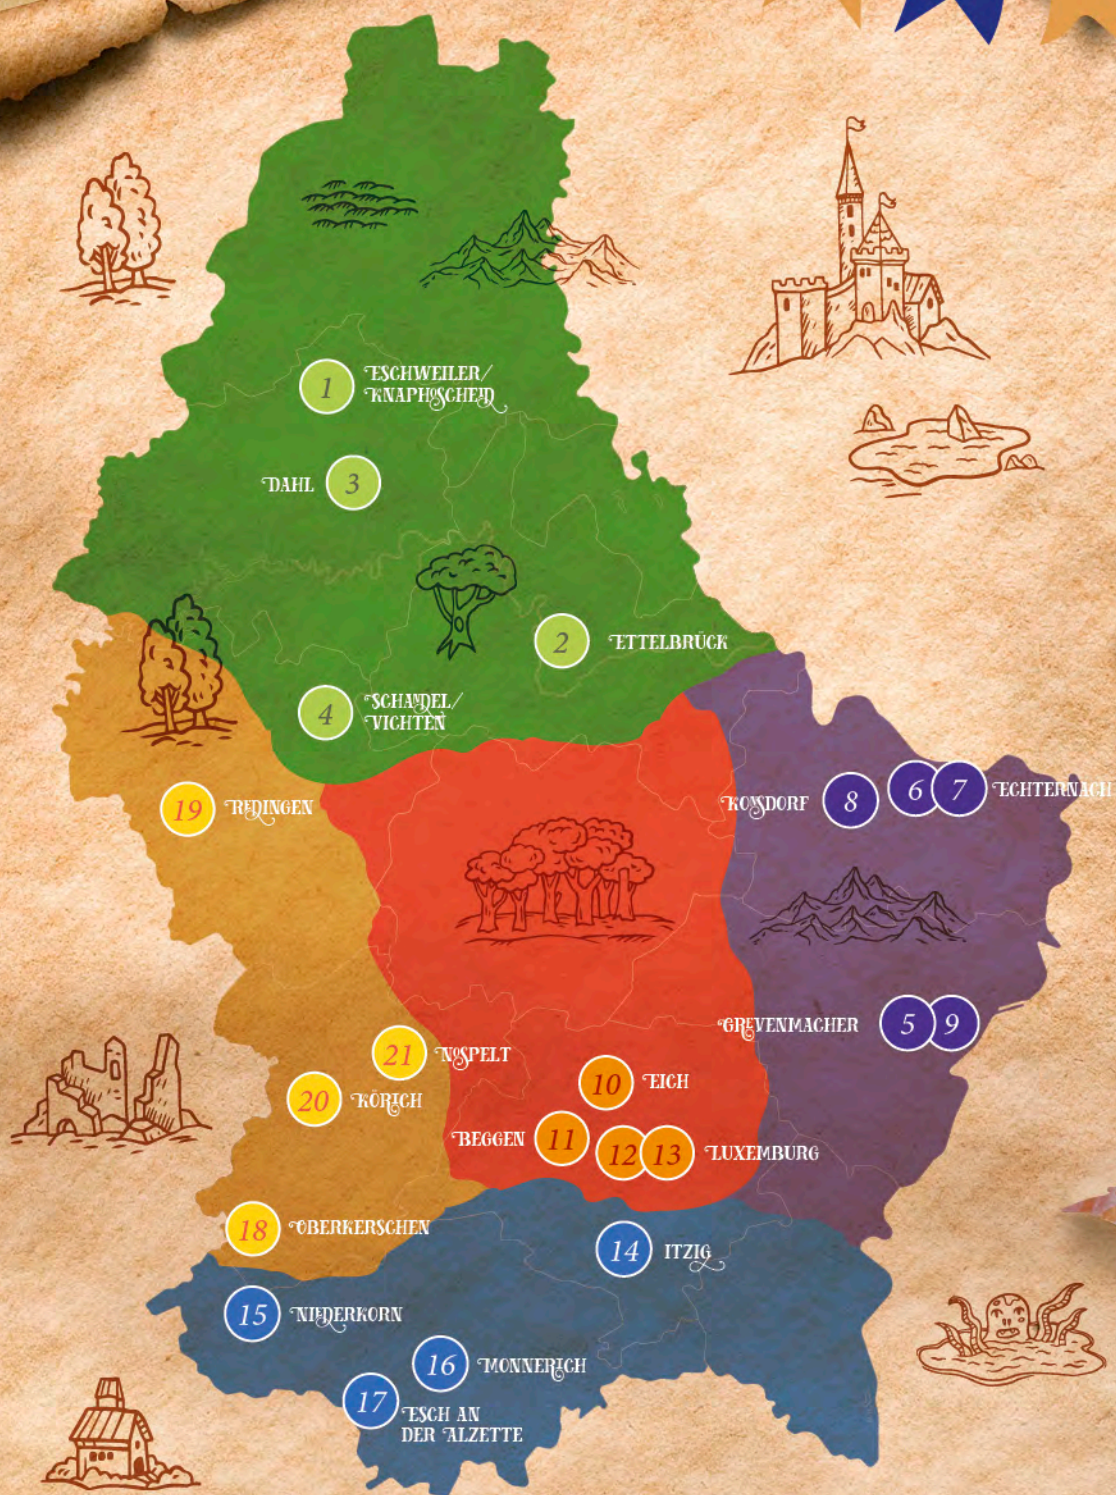 1
ESCHWEILER/
KNAPHOSCHEID
DAHL 3
2 ETTELBRÜCK
4
SCHANDEL/
VICHTEN
19 REDINGEN
KONSDORF 8
6 7 ECHTERNACH
GREVENMACHER 5 9
21 NOSPELT
20 KÖRICH
10 EICH
BEGGEN 11
12 13 LUXEMBURG
18 OBERKERSCHEN
14 ITZIG
15 NIEDERKORN
16 MONNERICH
17 ESCH AN
DER ALZETTE